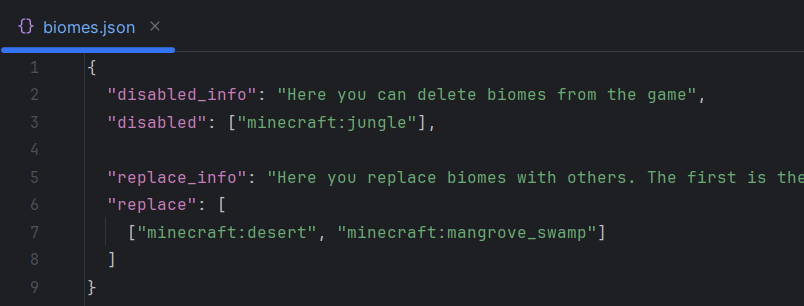 {} biomes.json ×
1 {
2 "disabled_info": "Here you can delete biomes from the game",
3 "disabled": ["minecraft:jungle"],
4
5 "replace_info": "Here you replace biomes with others. The first is the
6 "replace": [
7 ["minecraft:desert", "minecraft:mangrove_swamp"]
8 ]
9 }